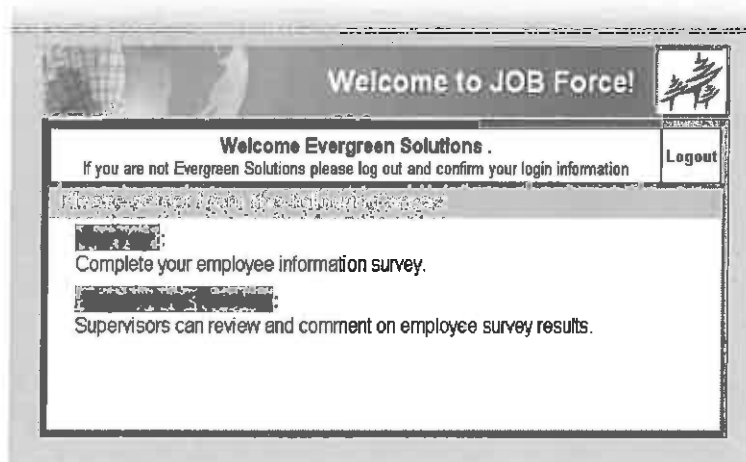 Welcome to JOB Force!
Welcome Evergreen Solutions .
If you are not Evergreen Solutions please log out and confirm your login information
Logout
Complete your employee information survey.
Supervisors can review and comment on employee survey results.